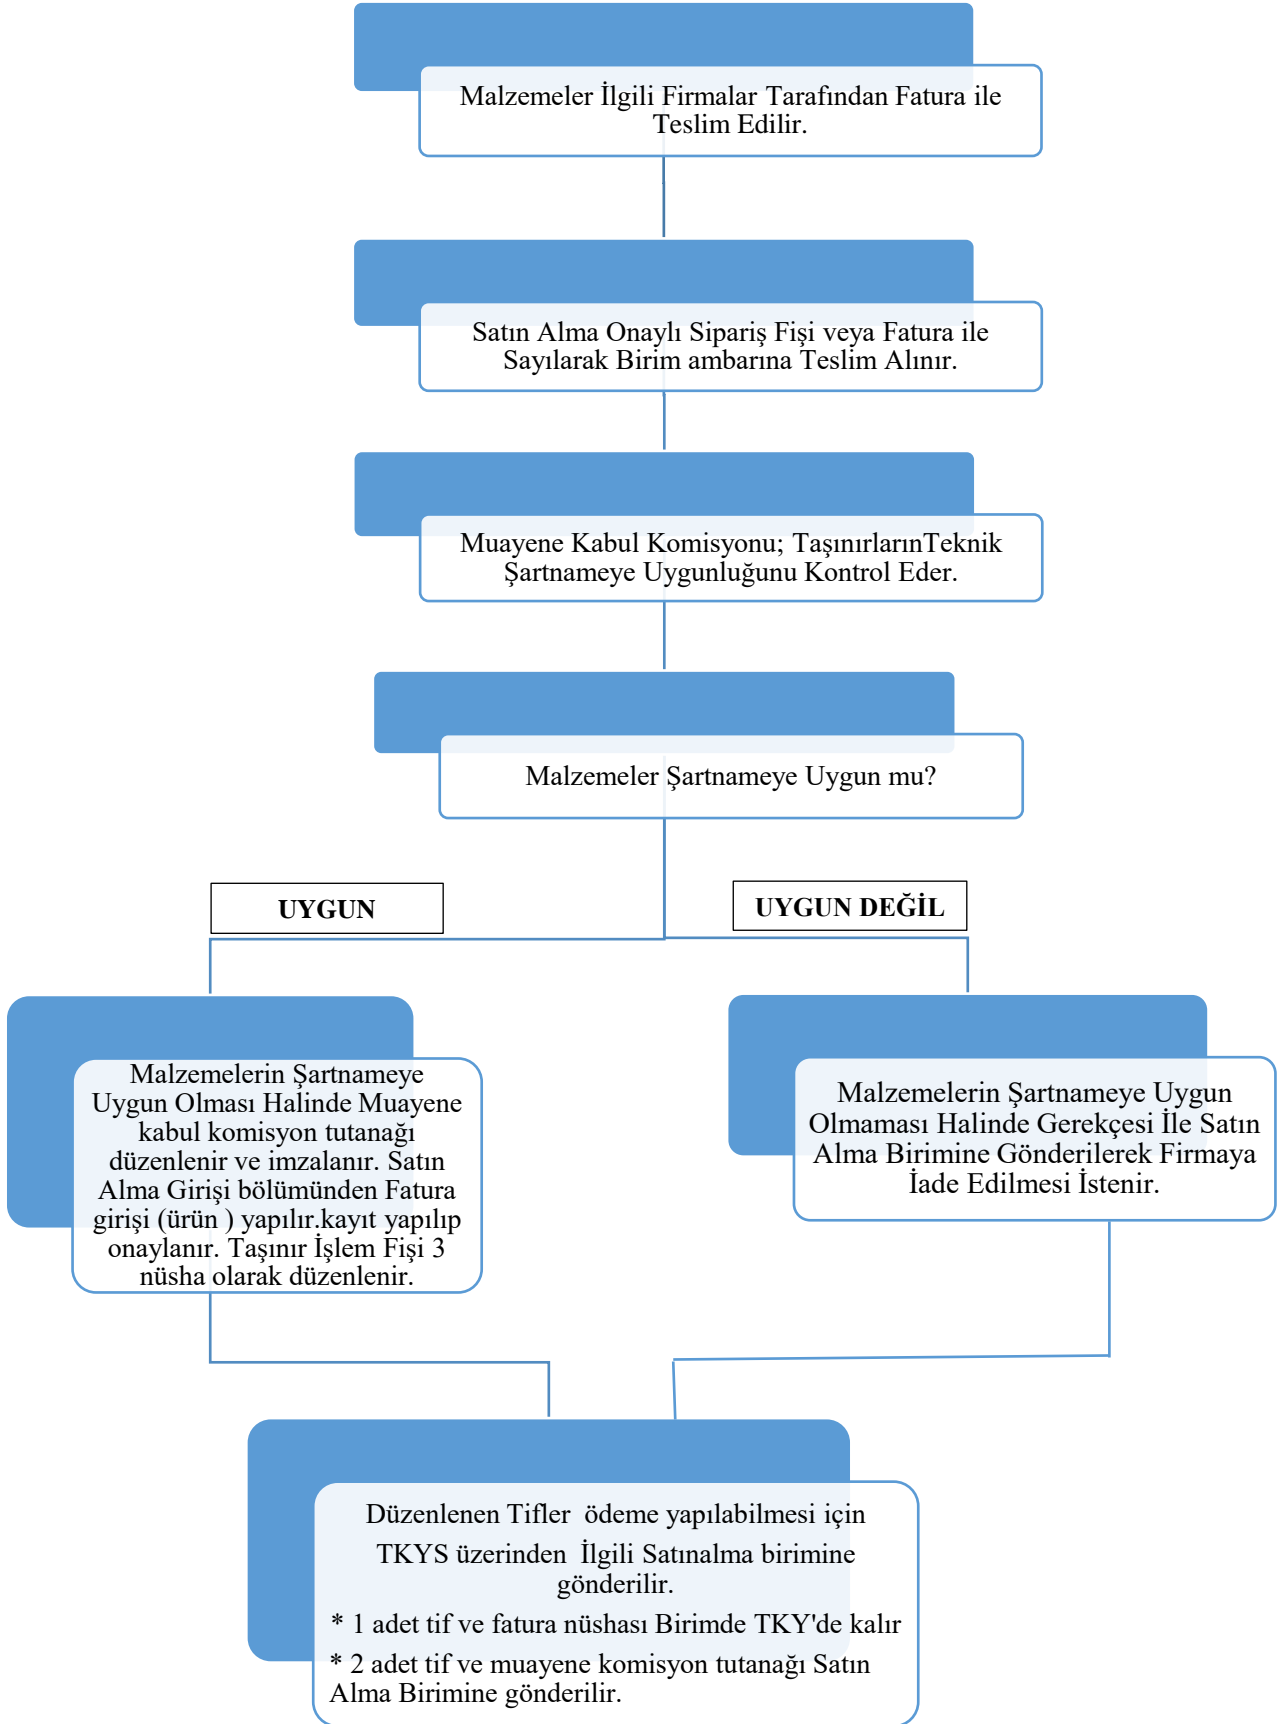 Malzemeler İlgili Firmalar Tarafından Fatura ile
Teslim Edilir.
Satın Alma Onaylı Sipariş Fişi veya Fatura ile
Sayılarak Birim ambarına Teslim Alınır.
Muayene Kabul Komisyonu; TaşınırlarınTeknik
Şartnameye Uygunluğunu Kontrol Eder.
Malzemeler Şartnameye Uygun mu?
UYGUN
UYGUN DEĞİL
Malzemelerin Şartnameye
Uygun Olması Halinde Muayene
kabul komisyon tutanağı
düzenlenir ve imzalanır. Satın
Alma Girişi bölümünden Fatura
girişi (ürün ) yapılır.kayıt yapılıp
onaylanır. Taşınır İşlem Fişi 3
nüsha olarak düzenlenir.
Malzemelerin Şartnameye Uygun
Olmaması Halinde Gerekçesi İle Satın
Alma Birimine Gönderilerek Firmaya
İade Edilmesi İstenir.
Düzenlenen Tifler  ödeme yapılabilmesi için
TKYS üzerinden  İlgili Satınalma birimine
gönderilir.
* 1 adet tif ve fatura nüshası Birimde TKY'de kalır
* 2 adet tif ve muayene komisyon tutanağı Satın
Alma Birimine gönderilir.